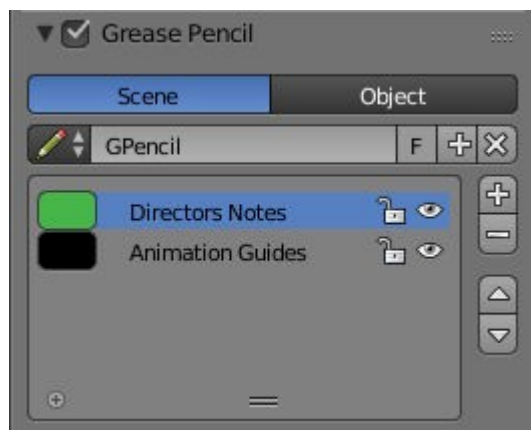 Grease Pencil
Scene Object
GPencil F
Directors Notes
Animation Guides